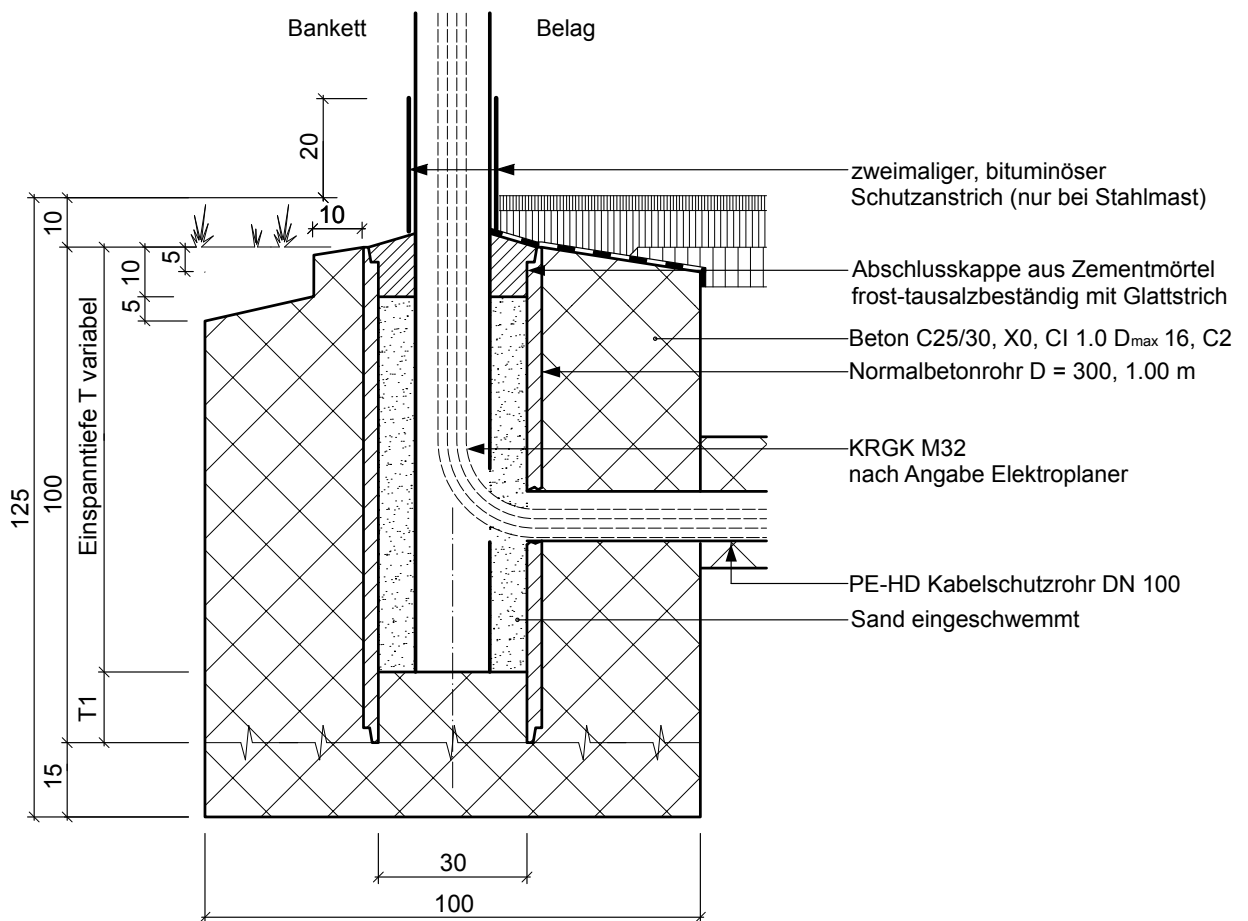 Bankett
Belag
20
10
125
10
5
10
5
Einspanntiefe T variabel
100
T1
15
30
100
zweimaliger, bituminöser
Schutzanstrich (nur bei Stahlmast)
Abschlusskappe aus Zementmörtel
frost-tausalzbeständig mit Glattstrich
Beton C25/30, X0, CI 1.0 Dmax 16, C2
Normalbetonrohr D = 300, 1.00 m
KRGK M32
nach Angabe Elektroplaner
PE-HD Kabelschutzrohr DN 100
Sand eingeschwemmt